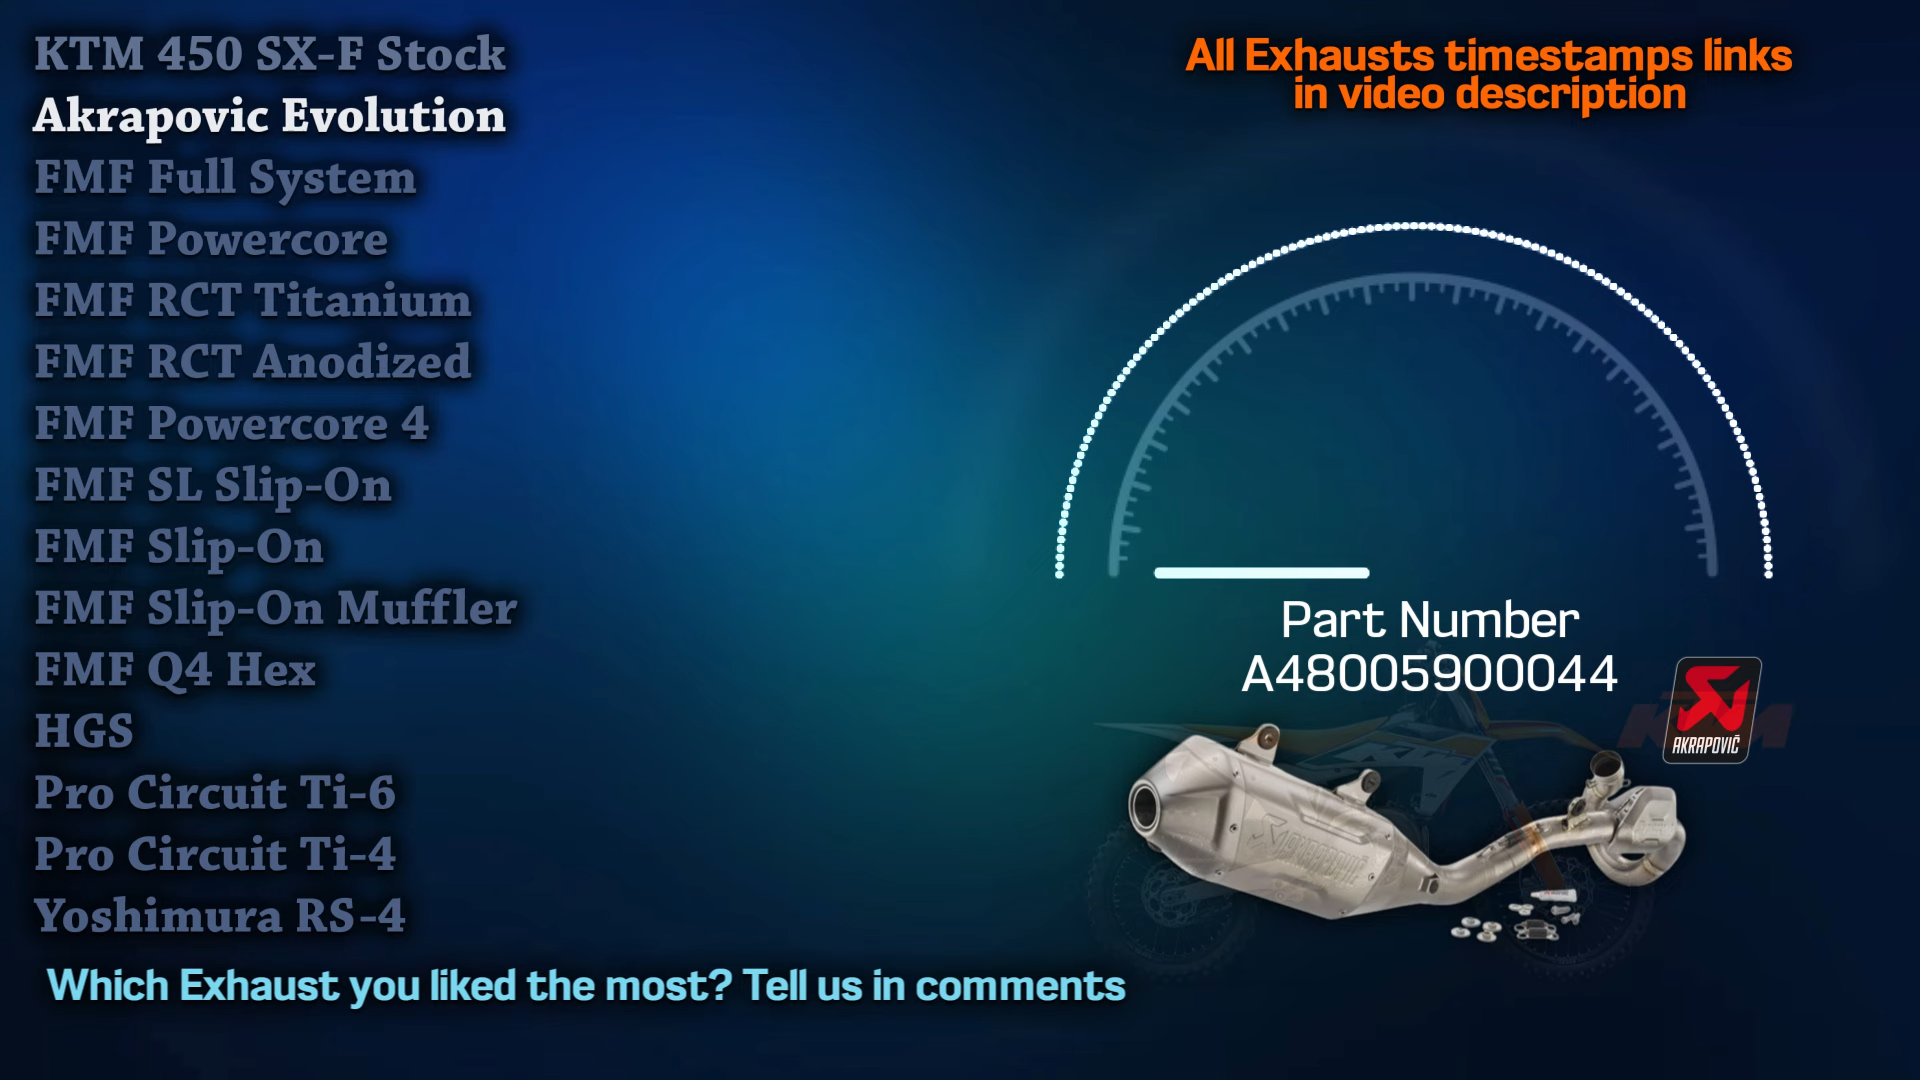 KTM 450 SX-F Stock
Akrapovic Evolution
FMF Full System
FMF Powercore
FMF RCT Titanium
FMF RCT Anodized
FMF Powercore 4
FMF SL Slip-On
FMF Slip-On
FMF Slip-On Muffler
FMF Q4 Hex
HGS
Pro Circuit Ti-6
Pro Circuit Ti-4
Yoshimura RS-4
Which Exhaust you liked the most? Tell us in comments
All Exhausts timestamps links
in video description
Part Number
A48005900044
KTM
AKRAPOVIČ
AKRAPOVIČ